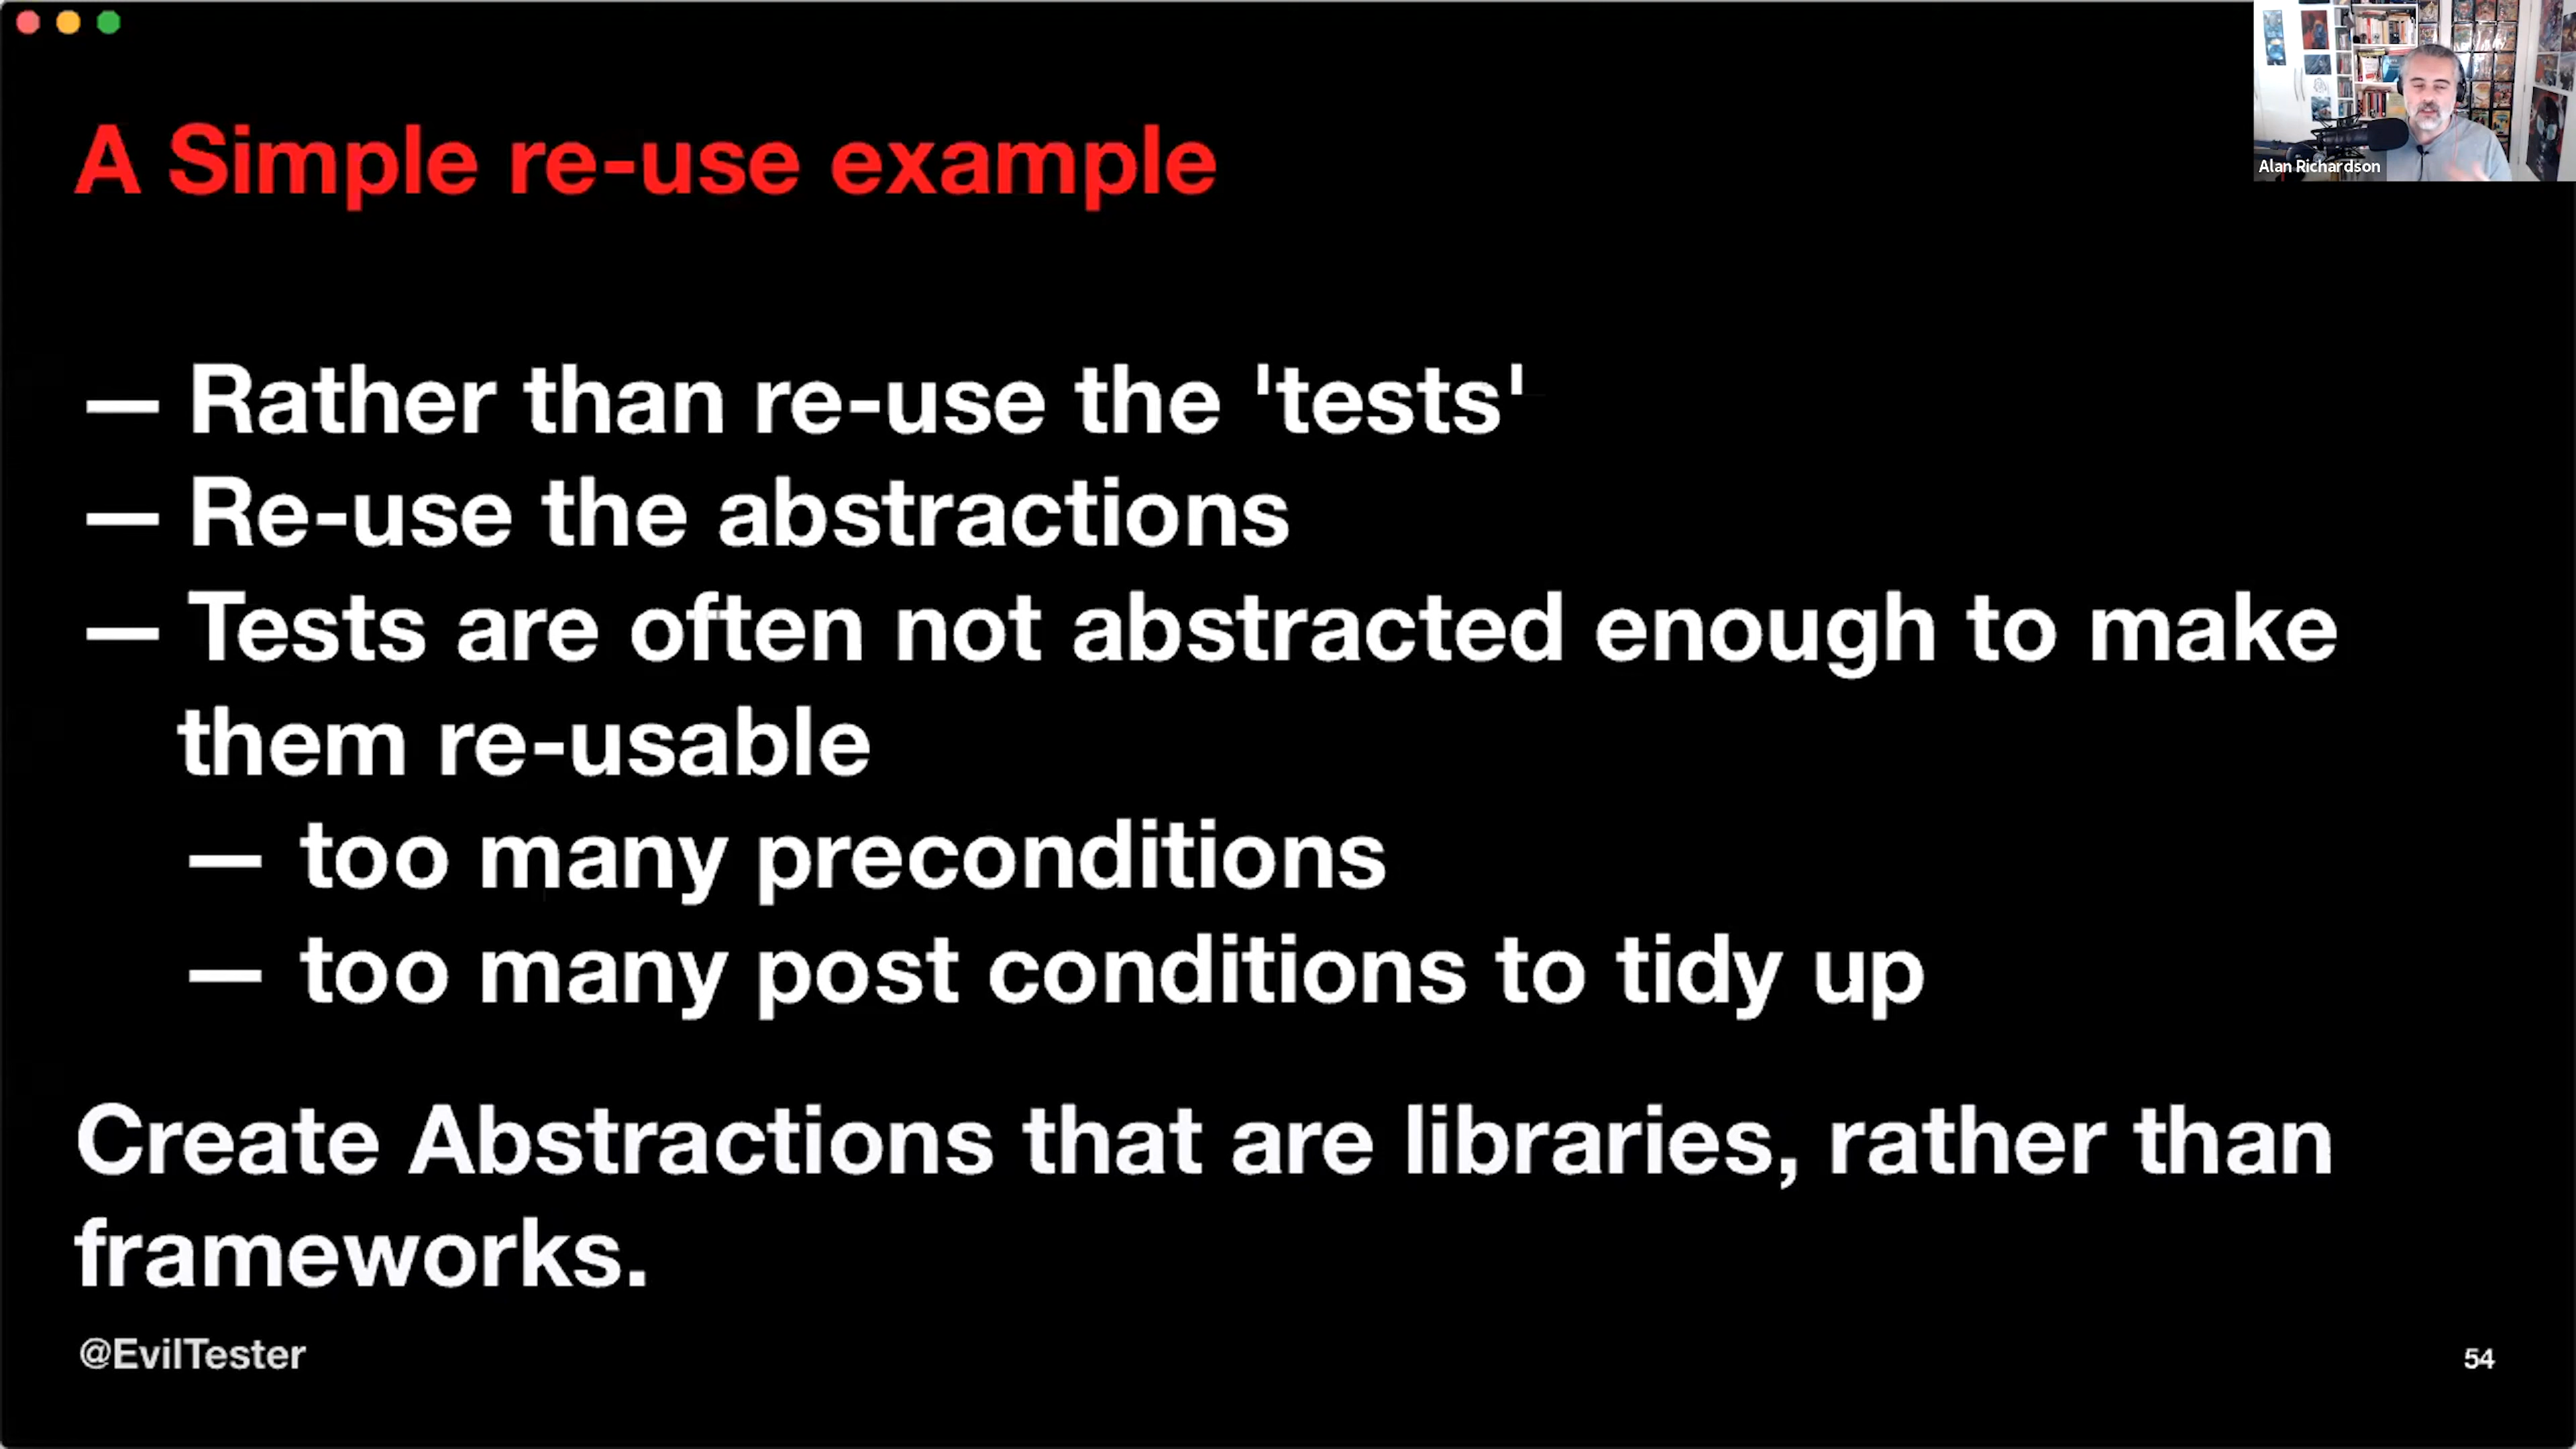 Alan Richardson
A Simple re-use example
— Rather than re-use the 'tests'
— Re-use the abstractions
— Tests are often not abstracted enough to make
them re-usable
— too many preconditions
— too many post conditions to tidy up
Create Abstractions that are libraries, rather than
frameworks.
@EvilTester
54